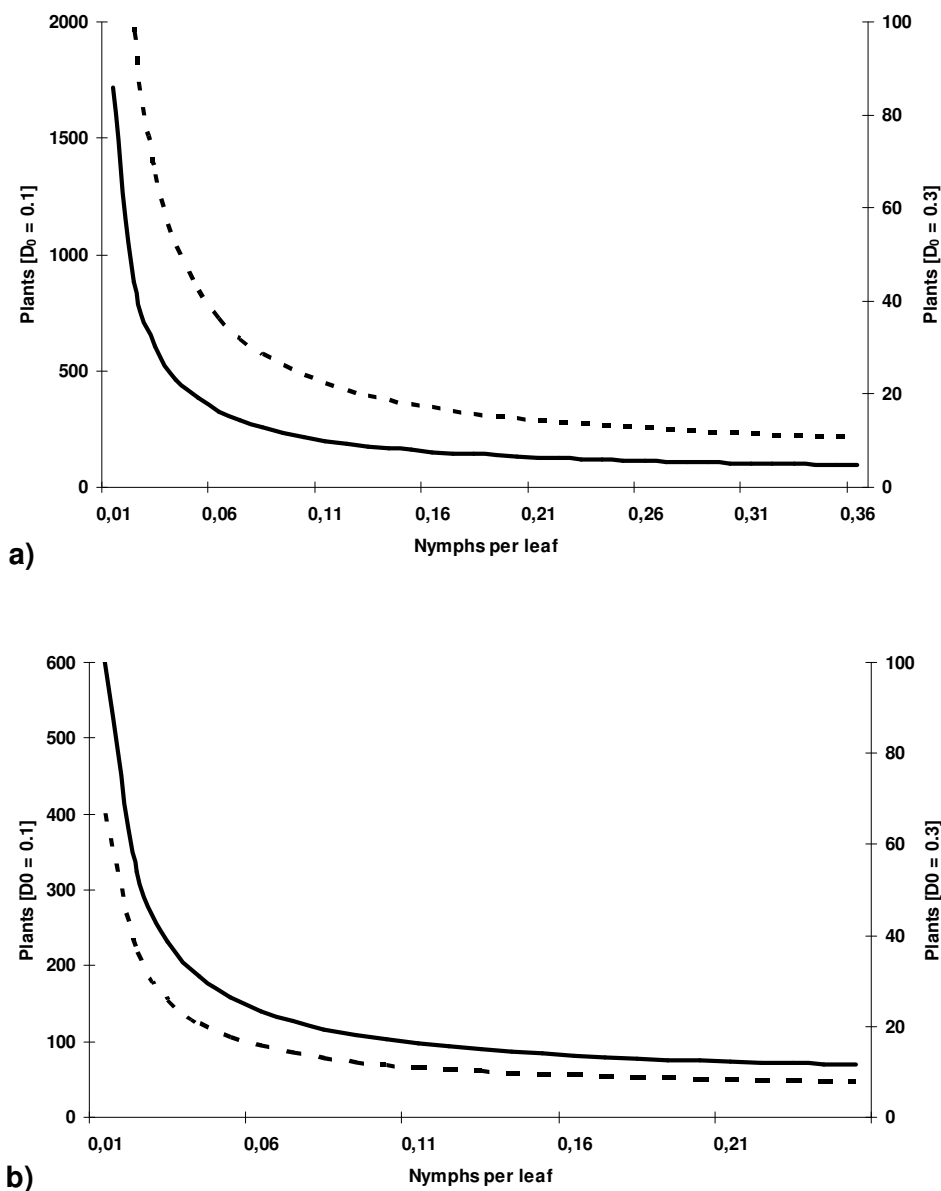 2000
1500
1000
500
0
Plants [D₀ = 0.1]
100
80
60
40
20
0
Plants [D₀ = 0.3]
0,01 0,06 0,11 0,16 0,21 0,26 0,31 0,36
Nymphs per leaf
a)
600
500
400
300
200
100
0
Plants [D0 = 0.1]
100
80
60
40
20
0
Plants [D0 = 0.3]
0,01 0,06 0,11 0,16 0,21
Nymphs per leaf
b)